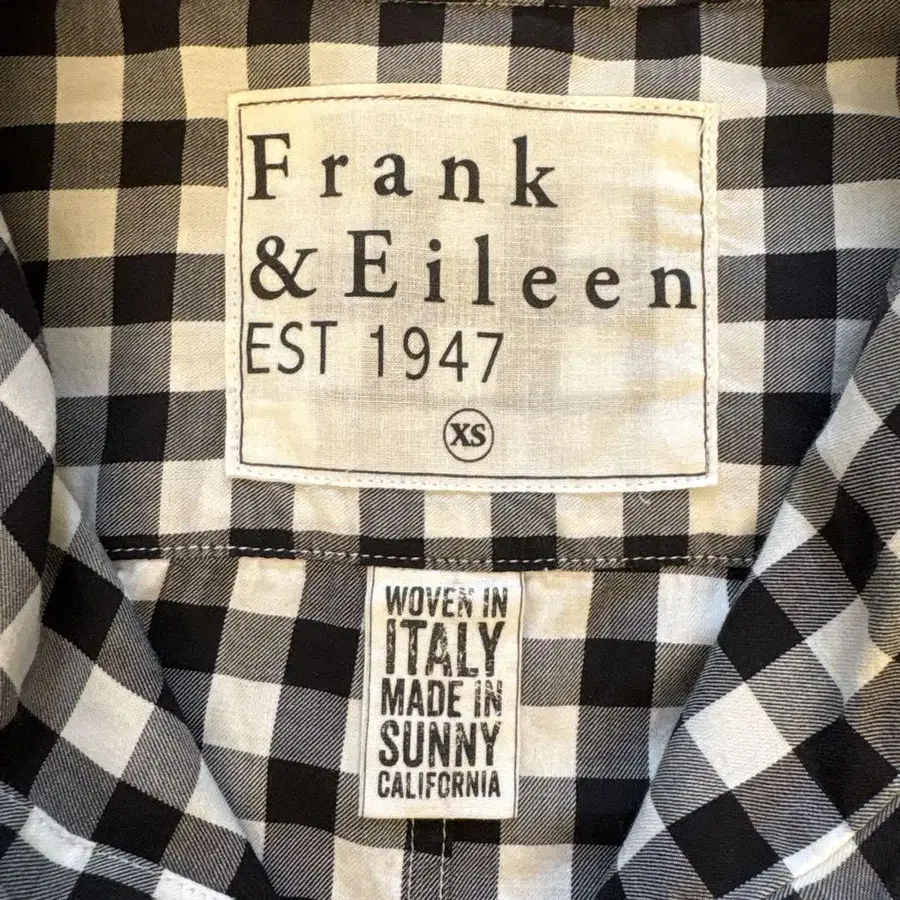 Frank
& Eileen
EST 1947
XS
WOVEN IN
ITALY
MADE IN
SUNNY
CALIFORNIA